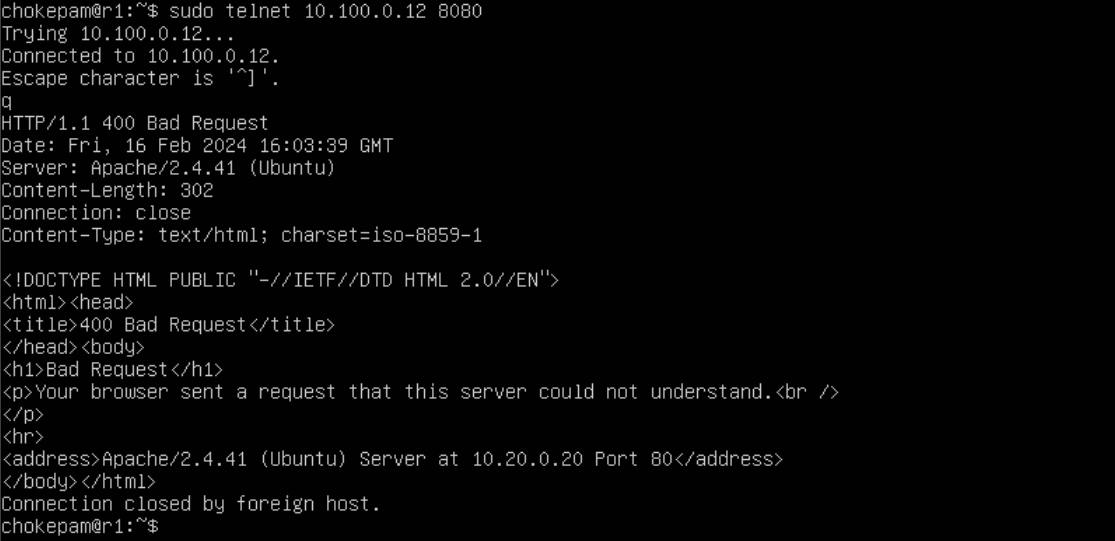 chokepam@r1:~$ sudo telnet 10.100.0.12 8080
Trying 10.100.0.12...
Connected to 10.100.0.12.
Escape character is '^]'.
q
HTTP/1.1 400 Bad Request
Date: Fri, 16 Feb 2024 16:03:39 GMT
Server: Apache/2.4.41 (Ubuntu)
Content-Length: 302
Connection: close
Content-Type: text/html; charset=iso-8859-1

<!DOCTYPE HTML PUBLIC "-//IETF//DTD HTML 2.0//EN">
<html><head>
<title>400 Bad Request</title>
</head><body>
<h1>Bad Request</h1>
<p>Your browser sent a request that this server could not understand.<br />
</p>
<hr>
<address>Apache/2.4.41 (Ubuntu) Server at 10.20.0.20 Port 80</address>
</body></html>
Connection closed by foreign host.
chokepam@r1:~$